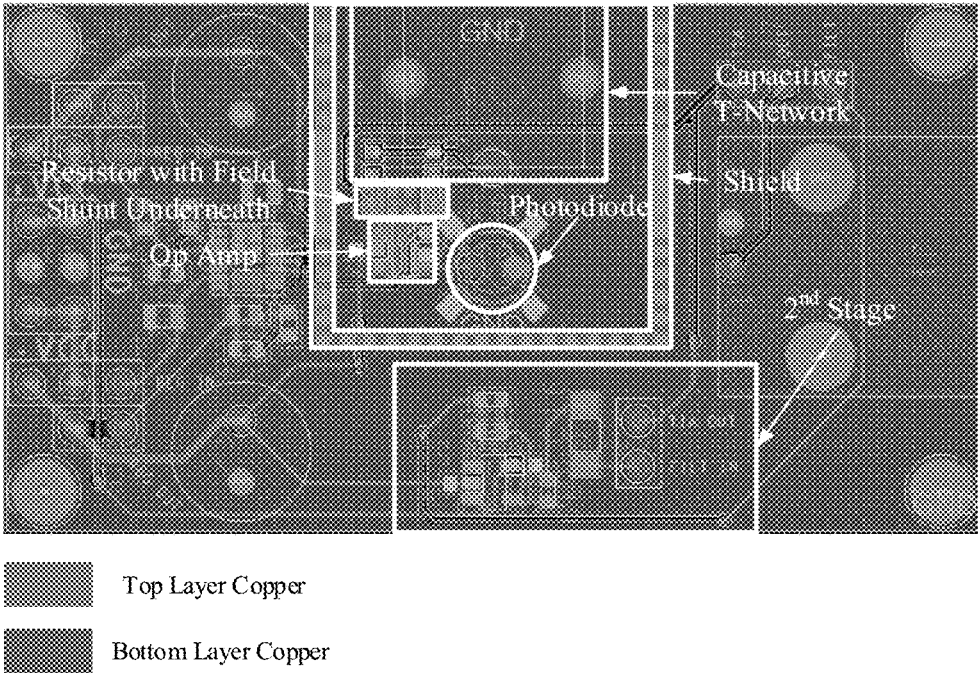 GND
Capacitive
T-Network
Resistor with Field
Shunt Underneath
Shield
Photodiode
Op Amp
2nd Stage
Top Layer Copper
Bottom Layer Copper